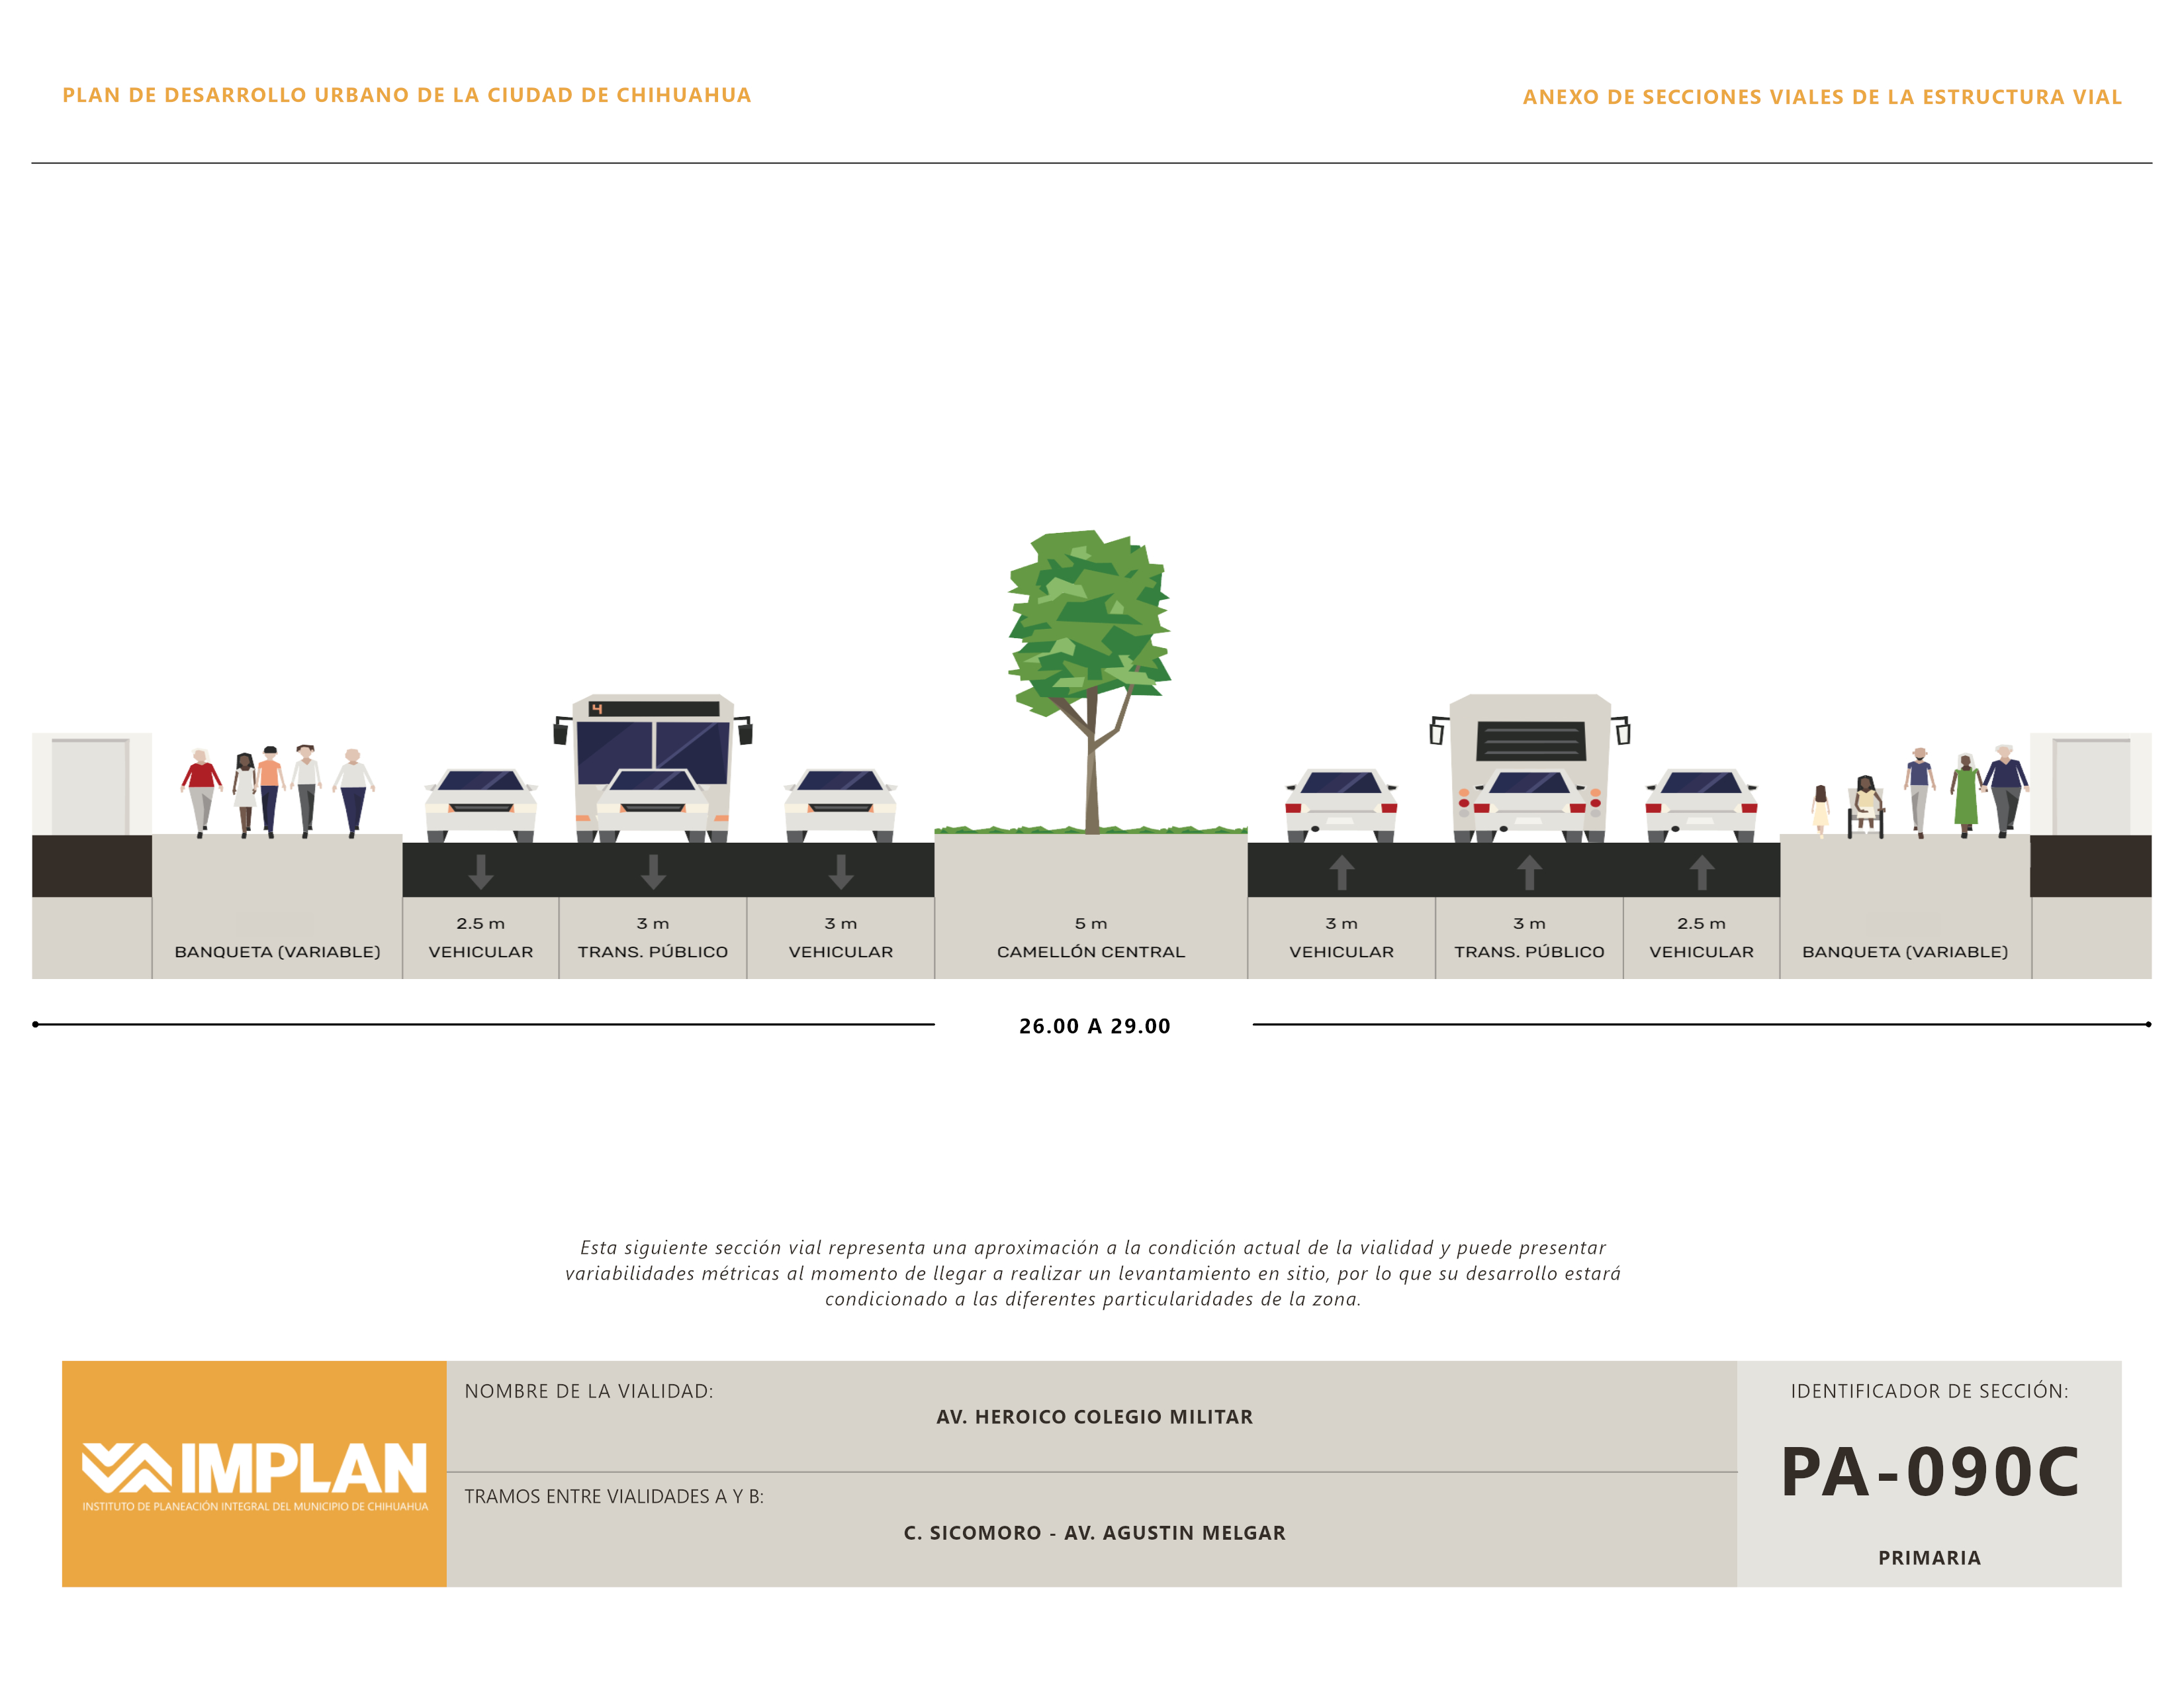 PLAN DE DESARROLLO URBANO DE LA CIUDAD DE CHIHUAHUA
ANEXO DE SECCIONES VIALES DE LA ESTRUCTURA VIAL
4
2.5 m
3 m
3 m
5 m
3 m
3 m
2.5 m
BANQUETA (VARIABLE)
VEHICULAR
TRANS. PÚBLICO
VEHICULAR
CAMELLÓN CENTRAL
VEHICULAR
TRANS. PÚBLICO
VEHICULAR
BANQUETA (VARIABLE)
26.00 A 29.00
Esta siguiente sección vial representa una aproximación a la condición actual de la vialidad y puede presentar
variabilidades métricas al momento de llegar a realizar un levantamiento en sitio, por lo que su desarrollo estará
condicionado a las diferentes particularidades de la zona.
IMPLAN
INSTITUTO DE PLANEACIÓN INTEGRAL DEL MUNICIPIO DE CHIHUAHUA
NOMBRE DE LA VIALIDAD:
AV. HEROICO COLEGIO MILITAR
TRAMOS ENTRE VIALIDADES A Y B:
C. SICOMORO - AV. AGUSTIN MELGAR
IDENTIFICADOR DE SECCIÓN:
PA-090C
PRIMARIA